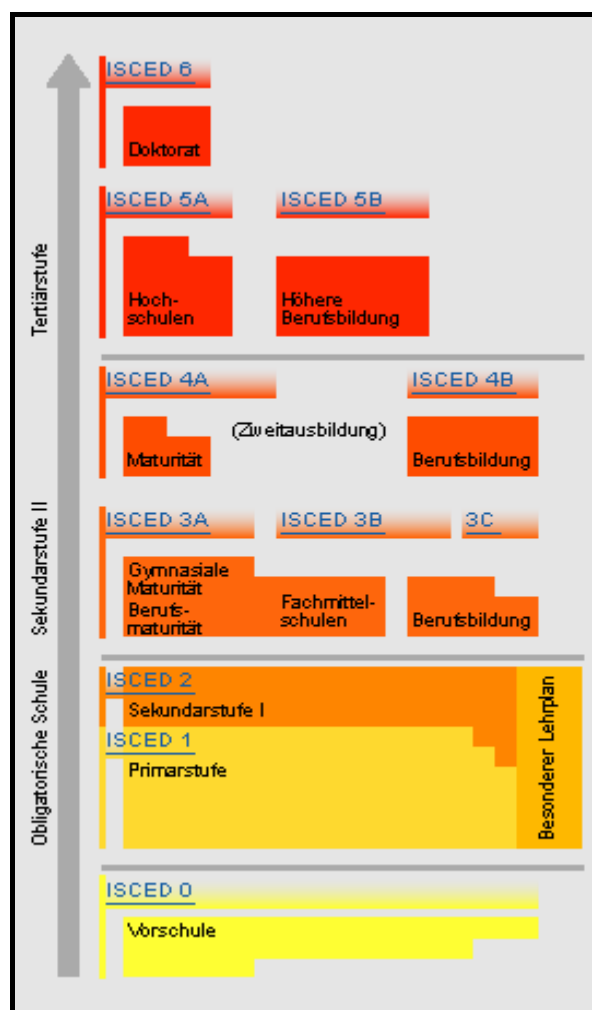 ISCED 6
Doktorat
ISCED 5A
ISCED 5B
Hoch-
schulen
Höhere
Berufsbildung
Tertiärstufe
ISCED 4A
ISCED 4B
(Zweitausbildung)
Maturität
Berufsbildung
Sekundarstufe II
ISCED 3A
ISCED 3B
3C
Gymnasiale
Maturität
Berufs-
maturität
Fachmittel-
schulen
Berufsbildung
Obligatorische Schule
ISCED 2
Sekundarstufe I
ISCED 1
Primarstufe
Besonderer Lehrplan
ISCED 0
Vorschule